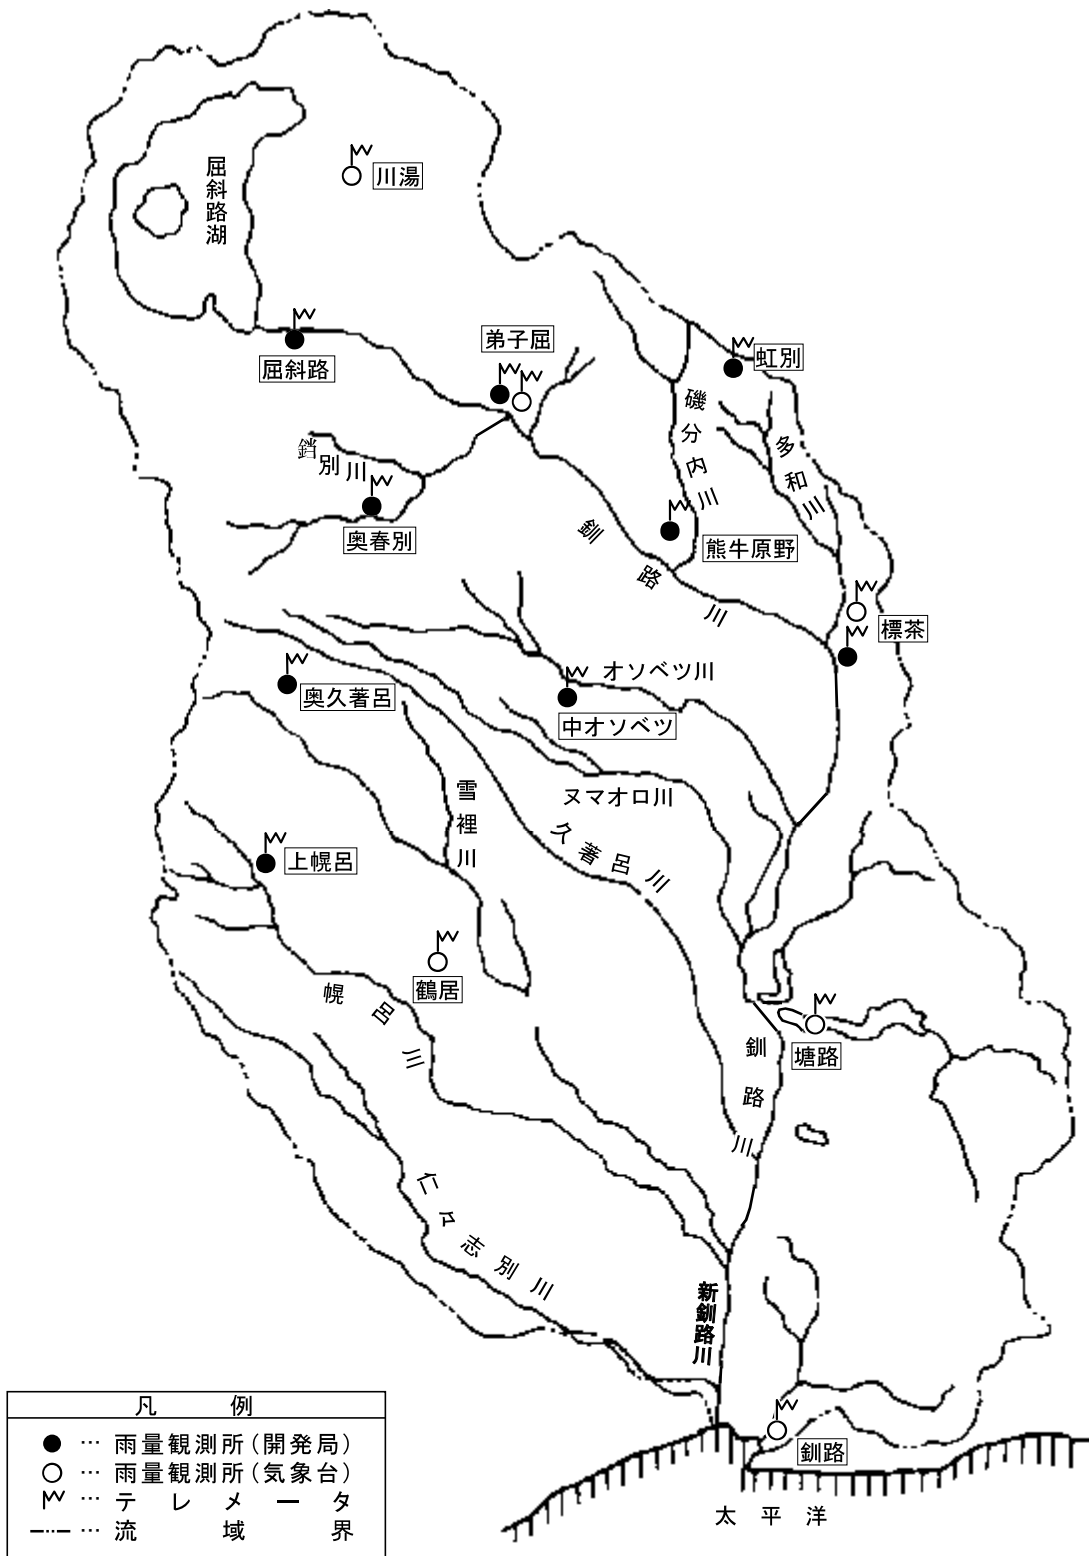 川湯
屈斜路湖
屈斜路
弟子屈
虹別
磯分内川
多和川
鐺別川
奥春別
熊牛原野
釧路川
標茶
オソベツ川
奥久著呂
中オソベツ
雪裡川
ヌマオロ川
久著呂川
上幌呂
鶴居
幌呂川
塘路
釧路川
仁々志別川
新釧路川
釧路
太平洋
凡例
● … 雨量観測所(開発局)
○ … 雨量観測所(気象台)
… テレメータ
… 流域界